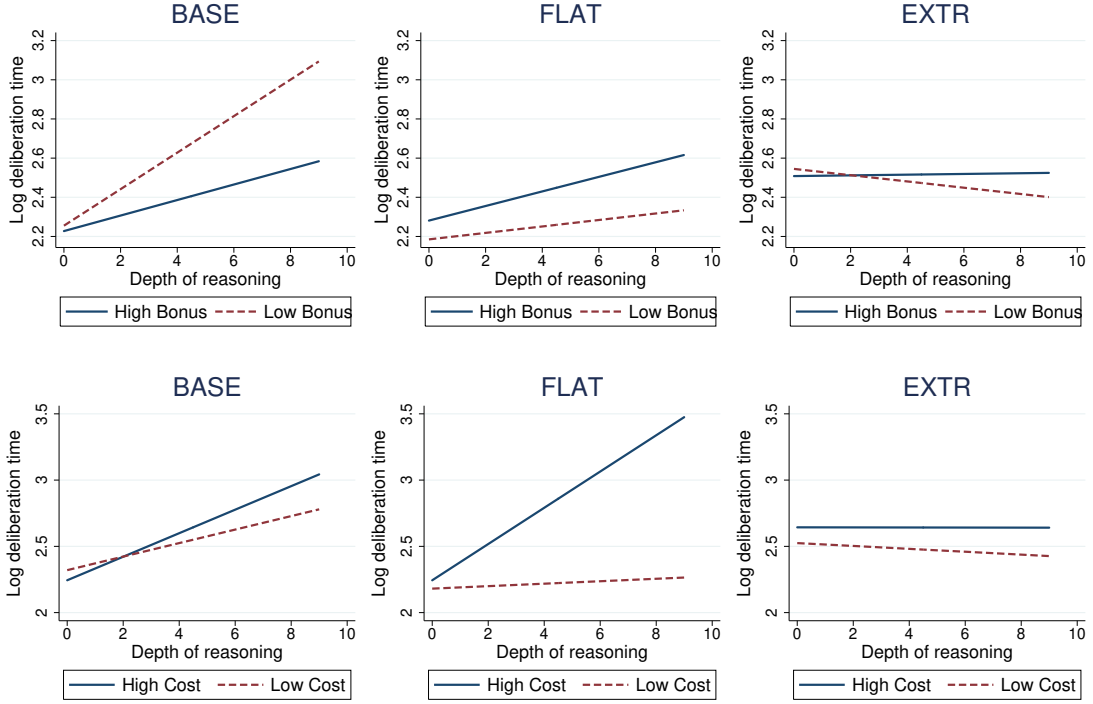 BASE
FLAT
EXTR
Log deliberation time
2.2 2.4 2.6 2.8 3 3.2
0 2 4 6 8 10
Depth of reasoning
High Bonus Low Bonus
Log deliberation time
2.2 2.4 2.6 2.8 3 3.2
0 2 4 6 8 10
Depth of reasoning
High Bonus Low Bonus
Log deliberation time
2.2 2.4 2.6 2.8 3 3.2
0 2 4 6 8 10
Depth of reasoning
High Bonus Low Bonus
BASE
FLAT
EXTR
Log deliberation time
2 2.5 3 3.5
0 2 4 6 8 10
Depth of reasoning
High Cost Low Cost
Log deliberation time
2 2.5 3 3.5
0 2 4 6 8 10
Depth of reasoning
High Cost Low Cost
Log deliberation time
2 2.5 3 3.5
0 2 4 6 8 10
Depth of reasoning
High Cost Low Cost